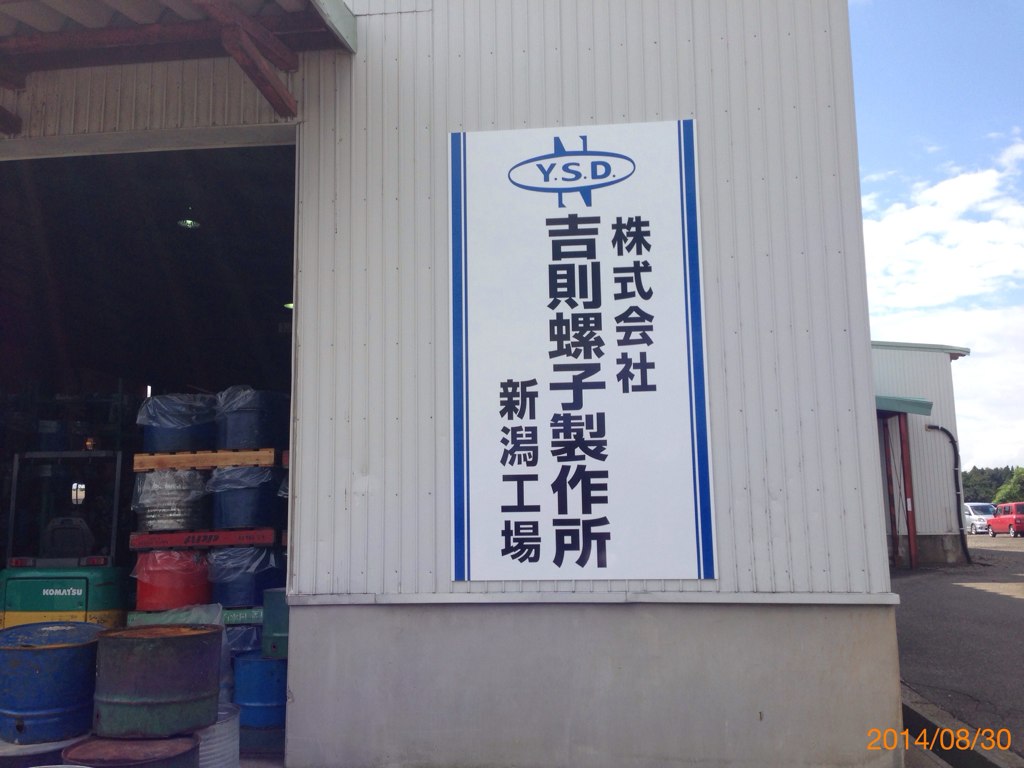 N
Y.S.D.
株式会社
吉則螺子製作所
新潟工場
KOMATSU
2014/08/30